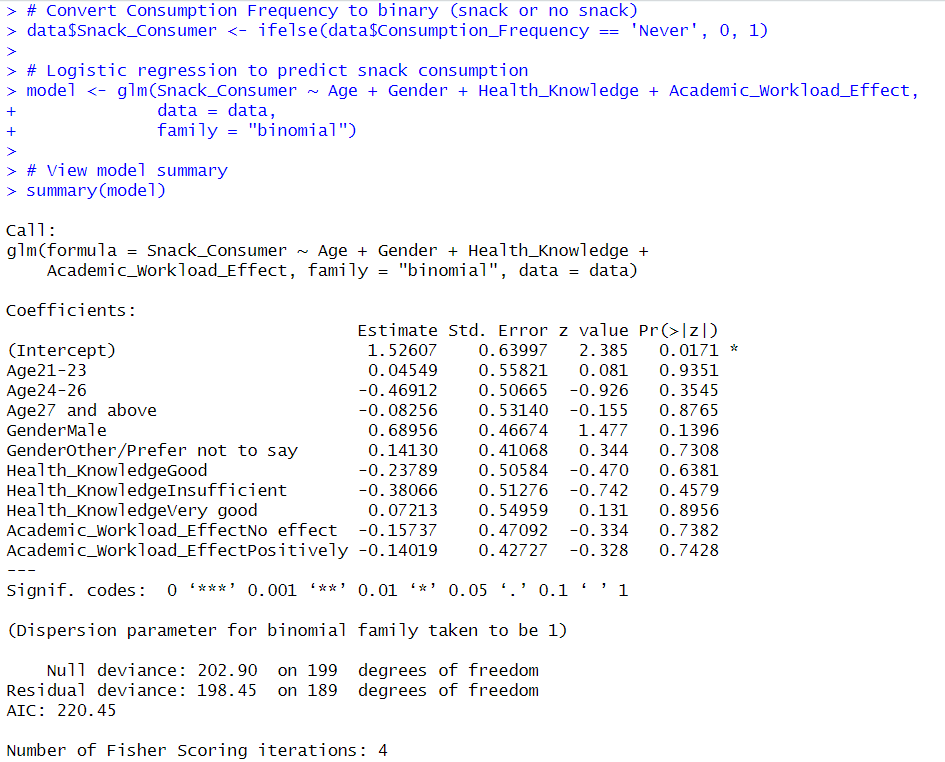 > # Convert Consumption Frequency to binary (snack or no snack)
> data$Snack_Consumer <- ifelse(data$Consumption_Frequency == 'Never', 0, 1)
>
> # Logistic regression to predict snack consumption
> model <- glm(Snack_Consumer ~ Age + Gender + Health_Knowledge + Academic_Workload_Effect,
+              data = data,
+              family = "binomial")
>
> # View model summary
> summary(model)

Call:
glm(formula = Snack_Consumer ~ Age + Gender + Health_Knowledge +
    Academic_Workload_Effect, family = "binomial", data = data)

Coefficients:
                                   Estimate Std. Error z value Pr(>|z|)
(Intercept)                         1.52607    0.63997   2.385   0.0171 *
Age21-23                            0.04549    0.55821   0.081   0.9351
Age24-26                           -0.46912    0.50665  -0.926   0.3545
Age27 and above                    -0.08256    0.53140  -0.155   0.8765
GenderMale                          0.68956    0.46674   1.477   0.1396
GenderOther/Prefer not to say       0.14130    0.41068   0.344   0.7308
Health_KnowledgeGood               -0.23789    0.50584  -0.470   0.6381
Health_KnowledgeInsufficient       -0.38066    0.51276  -0.742   0.4579
Health_KnowledgeVery good           0.07213    0.54959   0.131   0.8956
Academic_Workload_EffectNo effect  -0.15737    0.47092  -0.334   0.7382
Academic_Workload_EffectPositively -0.14019    0.42727  -0.328   0.7428
---
Signif. codes:  0 ‘***’ 0.001 ‘**’ 0.01 ‘*’ 0.05 ‘.’ 0.1 ‘ ’ 1

(Dispersion parameter for binomial family taken to be 1)

    Null deviance: 202.90  on 199  degrees of freedom
Residual deviance: 198.45  on 189  degrees of freedom
AIC: 220.45

Number of Fisher Scoring iterations: 4